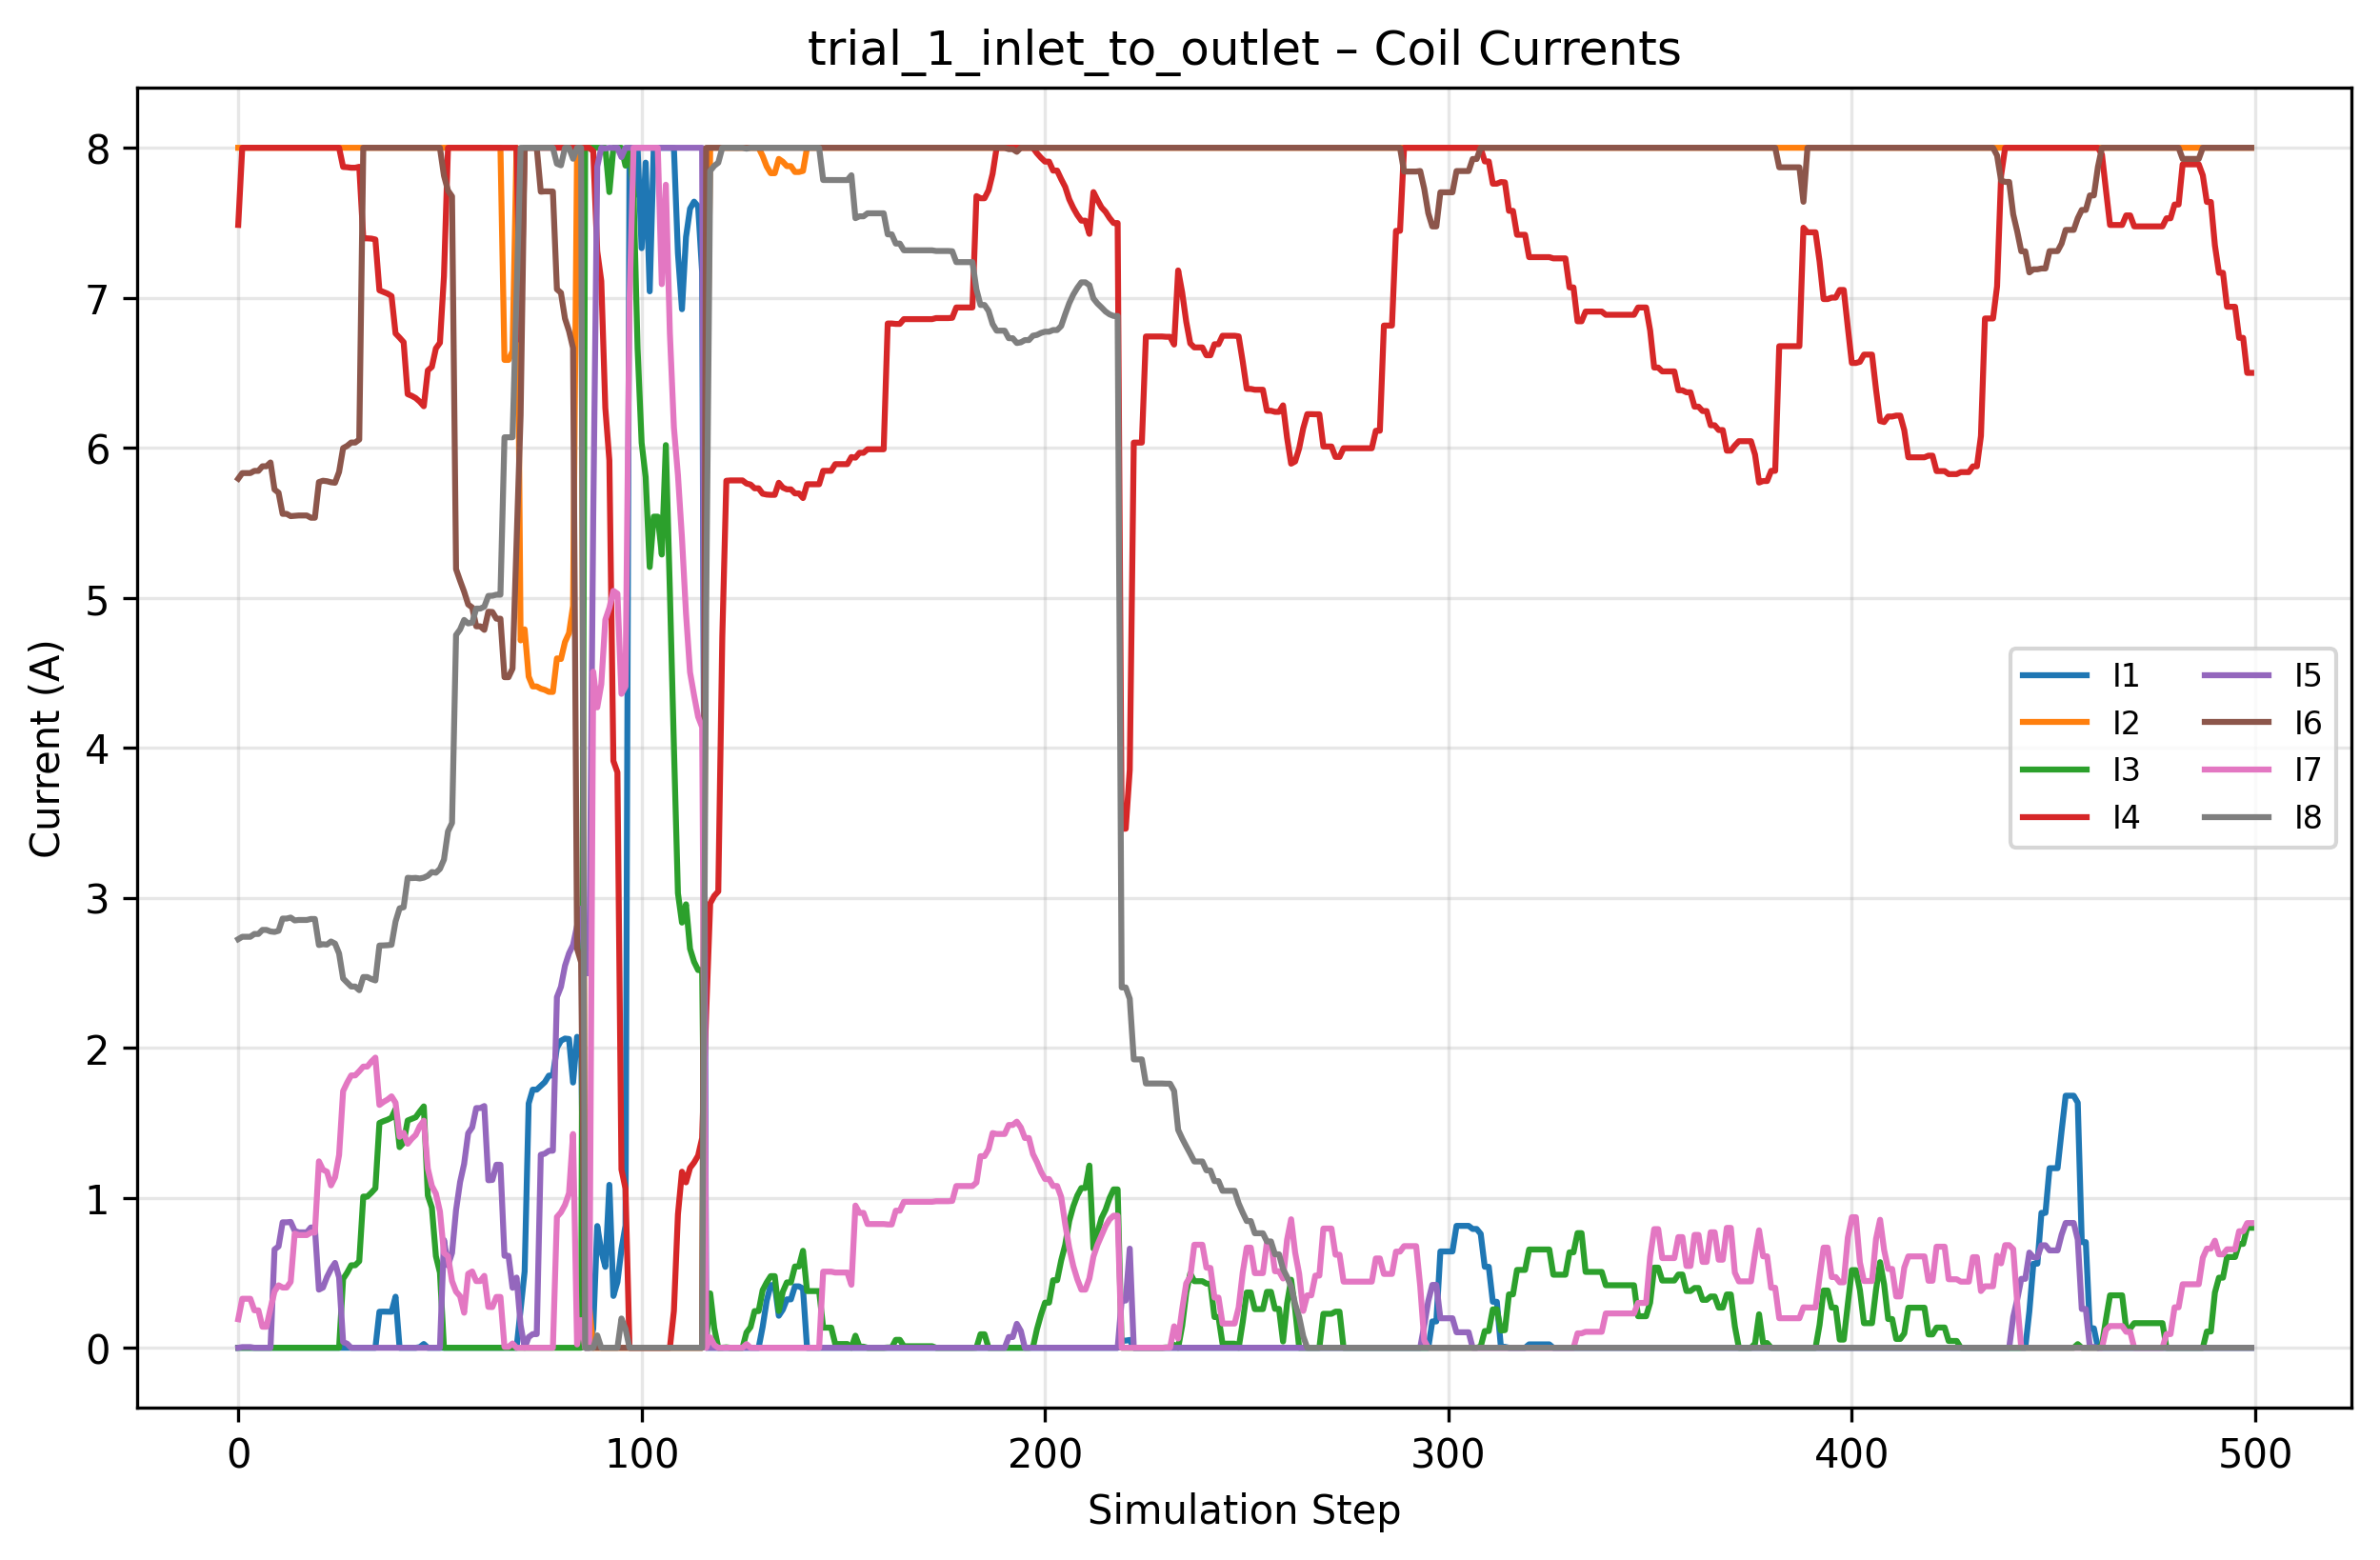 trial_1_inlet_to_outlet – Coil Currents
Current (A)
8
7
6
5
4
3
2
1
0
I1
I2
I3
I4
I5
I6
I7
I8
0
100
200
300
400
500
Simulation Step